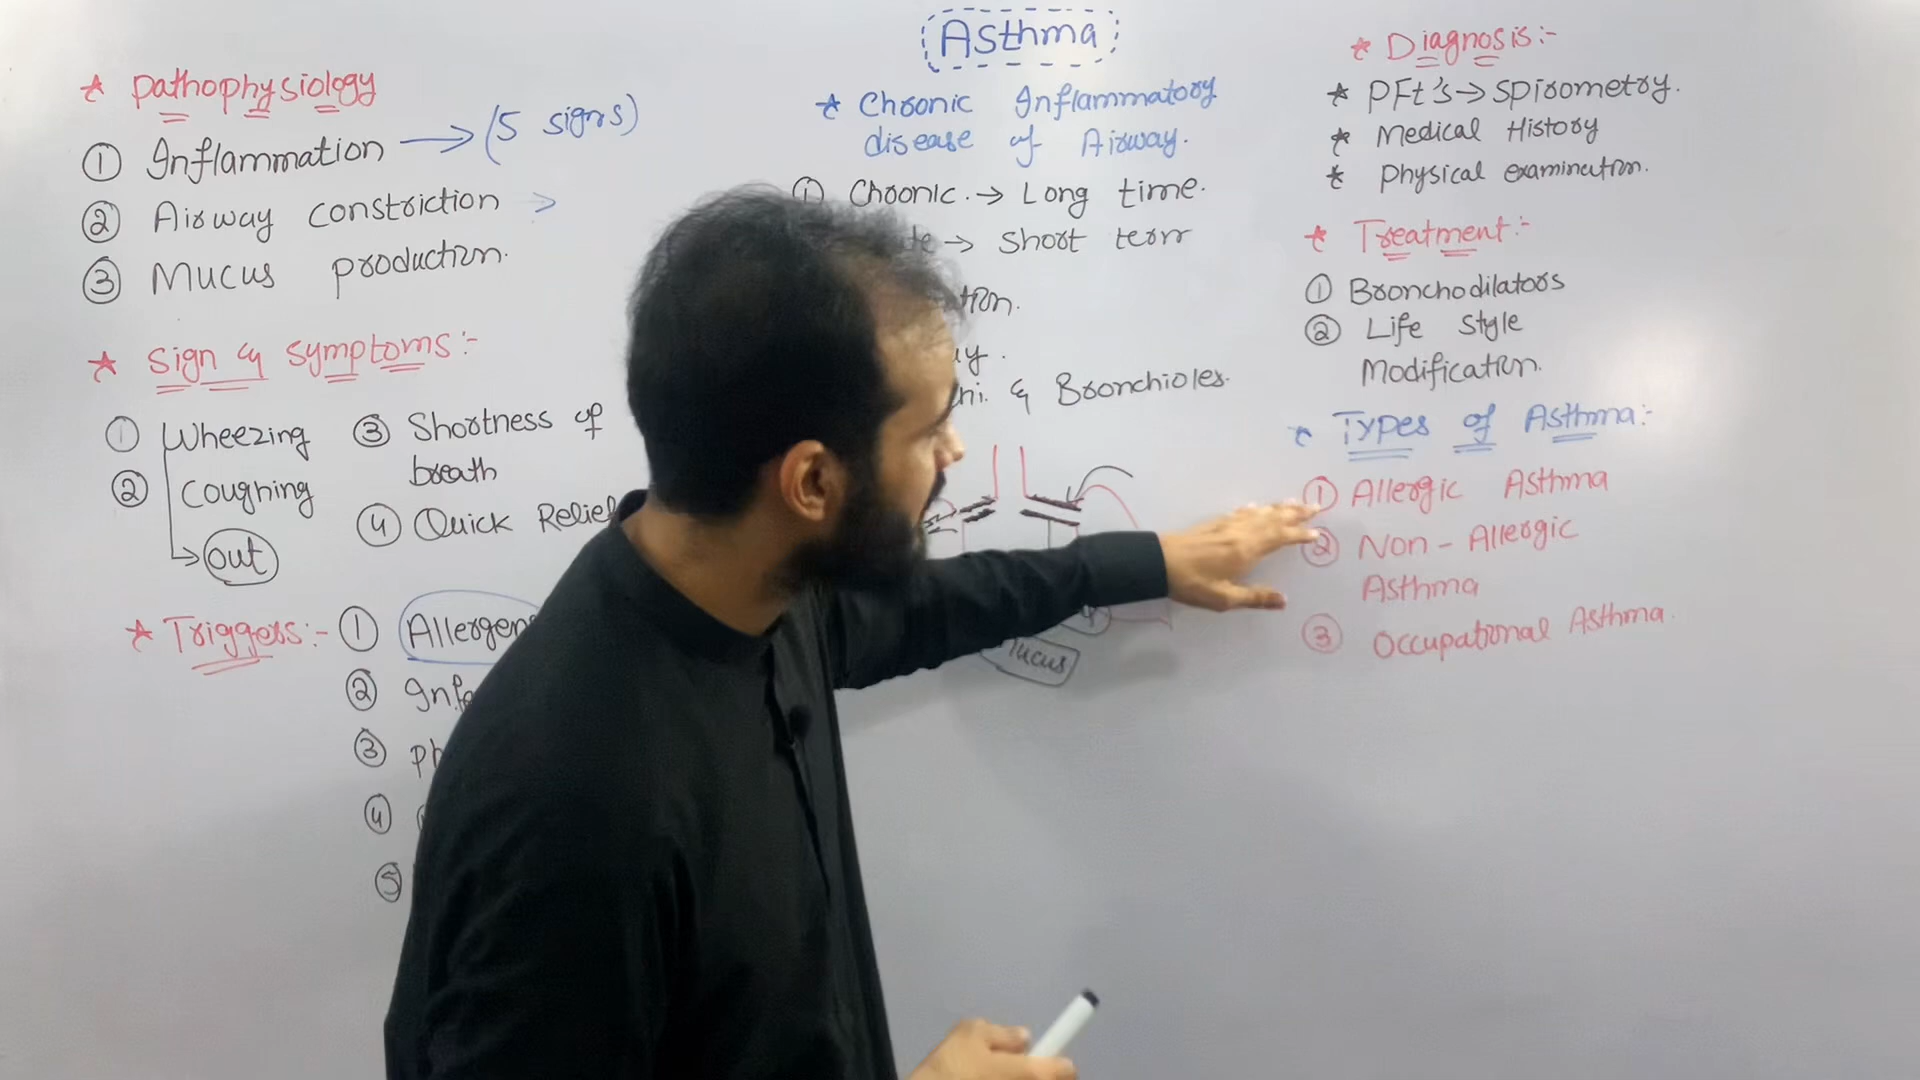 Asthma
* Pathophysiology
① Inflammation → (5 signs)
② Airway constriction >
③ Mucus production.
* Sign & Symptoms:-
① Wheezing
② Coughing
→ out
③ Shortness of
breath
④ Quick Relief
* Triggers:- ① Allergens
②
③
④
⑤
* Chronic Inflammatory
disease of Airway.
① Chronic. → Long time.
→ Short term
& Bronchioles.
Mucus
* Diagnosis:-
* PFt's → Spirometry.
* Medical History
* Physical examination.
* Treatment:-
① Bronchodilators
② Life Style
Modification.
* Types of Asthma:-
① Allergic Asthma
② Non-Allergic
Asthma
③ Occupational Asthma.